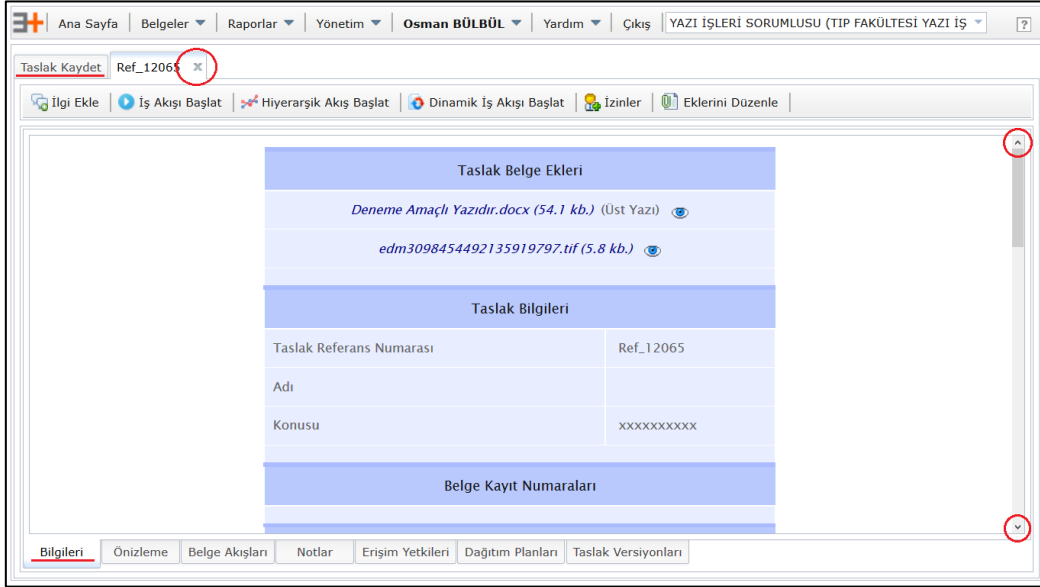 Ana Sayfa Belgeler Raporlar Yönetim Osman BÜLBÜL Yardım Çıkış YAZI İŞLERİ SORUMLUSU (TIP FAKÜLTESİ YAZI İŞ ?
Taslak Kaydet Ref_12065 x
İlgi Ekle İş Akışı Başlat Hiyerarşik Akış Başlat Dinamik İş Akışı Başlat İzinler Eklerini Düzenle
Taslak Belge Ekleri
Deneme Amaçlı Yazıdır.docx (54.1 kb.) (Üst Yazı)
edm3098454492135919797.tif (5.8 kb.)
Taslak Bilgileri
Taslak Referans Numarası Ref_12065
Adı
Konusu xxxxxxxxxx
Belge Kayıt Numaraları
Bilgileri Önizleme Belge Akışları Notlar Erişim Yetkileri Dağıtım Planları Taslak Versiyonları